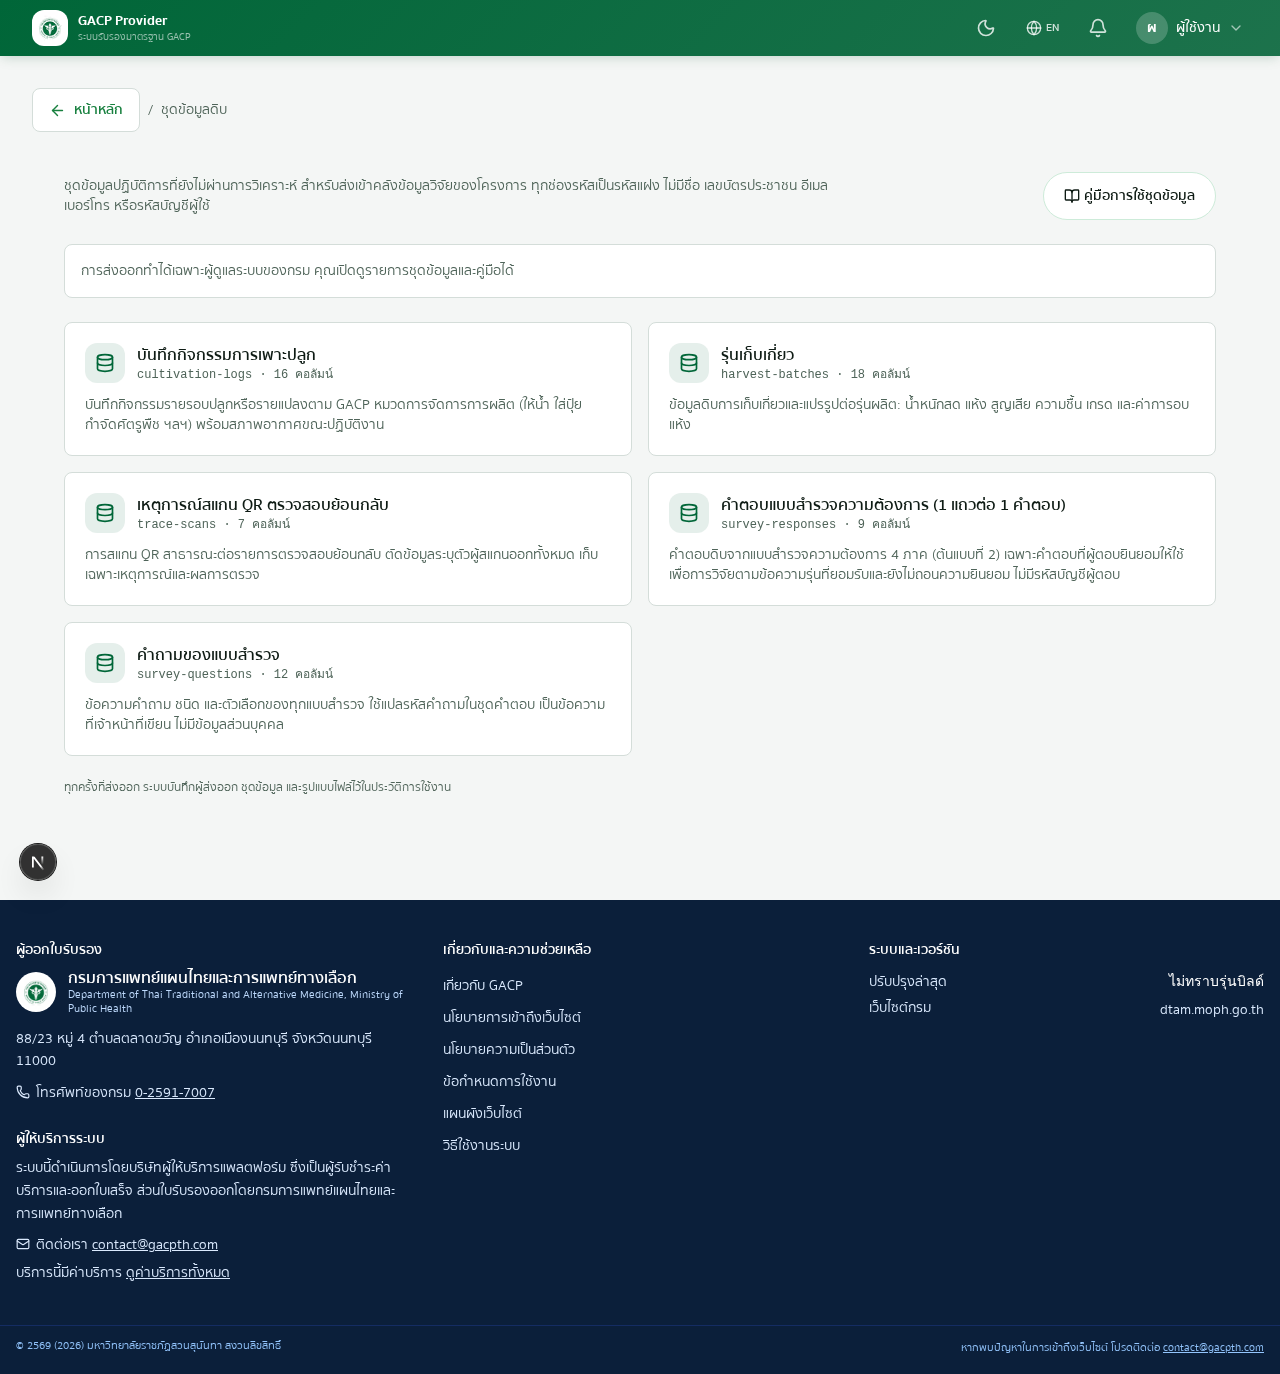 GACP Provider
ระบบรับรองมาตรฐาน GACP
EN
ผ
ผู้ใช้งาน
หน้าหลัก
/ ชุดข้อมูลดิบ
ชุดข้อมูลปฏิบัติการที่ยังไม่ผ่านการวิเคราะห์ สำหรับส่งเข้าคลังข้อมูลวิจัยของโครงการ ทุกช่องรหัสเป็นรหัสแฝง ไม่มีชื่อ เลขบัตรประชาชน อีเมล
เบอร์โทร หรือรหัสบัญชีผู้ใช้
คู่มือการใช้ชุดข้อมูล
การส่งออกทำได้เฉพาะผู้ดูแลระบบของกรม คุณเปิดดูรายการชุดข้อมูลและคู่มือได้
บันทึกกิจกรรมการเพาะปลูก
cultivation-logs · 16 คอลัมน์
บันทึกกิจกรรมรายรอบปลูกหรือรายแปลงตาม GACP หมวดการจัดการการผลิต (ให้น้ำ ใส่ปุ๋ย
กำจัดศัตรูพืช ฯลฯ) พร้อมสภาพอากาศขณะปฏิบัติงาน
รุ่นเก็บเกี่ยว
harvest-batches · 18 คอลัมน์
ข้อมูลดิบการเก็บเกี่ยวและแปรรูปต่อรุ่นผลิต: น้ำหนักสด แห้ง สูญเสีย ความชื้น เกรด และค่าการอบ
แห้ง
เหตุการณ์สแกน QR ตรวจสอบย้อนกลับ
trace-scans · 7 คอลัมน์
การสแกน QR สาธารณะต่อรายการตรวจสอบย้อนกลับ ตัดข้อมูลระบุตัวผู้สแกนออกทั้งหมด เก็บ
เฉพาะเหตุการณ์และผลการตรวจ
คำตอบแบบสำรวจความต้องการ (1 แถวต่อ 1 คำตอบ)
survey-responses · 9 คอลัมน์
คำตอบดิบจากแบบสำรวจความต้องการ 4 ภาค (ต้นแบบที่ 2) เฉพาะคำตอบที่ผู้ตอบยินยอมให้ใช้
เพื่อการวิจัยตามข้อความรุ่นที่ยอมรับและยังไม่ถอนความยินยอม ไม่มีรหัสบัญชีผู้ตอบ
คำถามของแบบสำรวจ
survey-questions · 12 คอลัมน์
ข้อความคำถาม ชนิด และตัวเลือกของทุกแบบสำรวจ ใช้แปลรหัสคำถามในชุดคำตอบ เป็นข้อความ
ที่เจ้าหน้าที่เขียน ไม่มีข้อมูลส่วนบุคคล
ทุกครั้งที่ส่งออก ระบบบันทึกผู้ส่งออก ชุดข้อมูล และรูปแบบไฟล์ไว้ในประวัติการใช้งาน
N
ผู้ออกใบรับรอง
กรมการแพทย์แผนไทยและการแพทย์ทางเลือก
Department of Thai Traditional and Alternative Medicine, Ministry of
Public Health
88/23 หมู่ 4 ตำบลตลาดขวัญ อำเภอเมืองนนทบุรี จังหวัดนนทบุรี
11000
โทรศัพท์ของกรม 0-2591-7007
ผู้ให้บริการระบบ
ระบบนี้ดำเนินการโดยบริษัทผู้ให้บริการแพลตฟอร์ม ซึ่งเป็นผู้รับชำระค่า
บริการและออกใบเสร็จ ส่วนใบรับรองออกโดยกรมการแพทย์แผนไทยและ
การแพทย์ทางเลือก
ติดต่อเรา contact@gacpth.com
บริการนี้มีค่าบริการ ดูค่าบริการทั้งหมด
เกี่ยวกับและความช่วยเหลือ
เกี่ยวกับ GACP
นโยบายการเข้าถึงเว็บไซต์
นโยบายความเป็นส่วนตัว
ข้อกำหนดการใช้งาน
แผนผังเว็บไซต์
วิธีใช้งานระบบ
ระบบและเวอร์ชัน
ปรับปรุงล่าสุด
ไม่ทราบรุ่นบิลด์
เว็บไซต์กรม
dtam.moph.go.th
© 2569 (2026) มหาวิทยาลัยราชภัฏสวนสุนันทา สงวนลิขสิทธิ์
หากพบปัญหาในการเข้าถึงเว็บไซต์ โปรดติดต่อ contact@gacpth.com